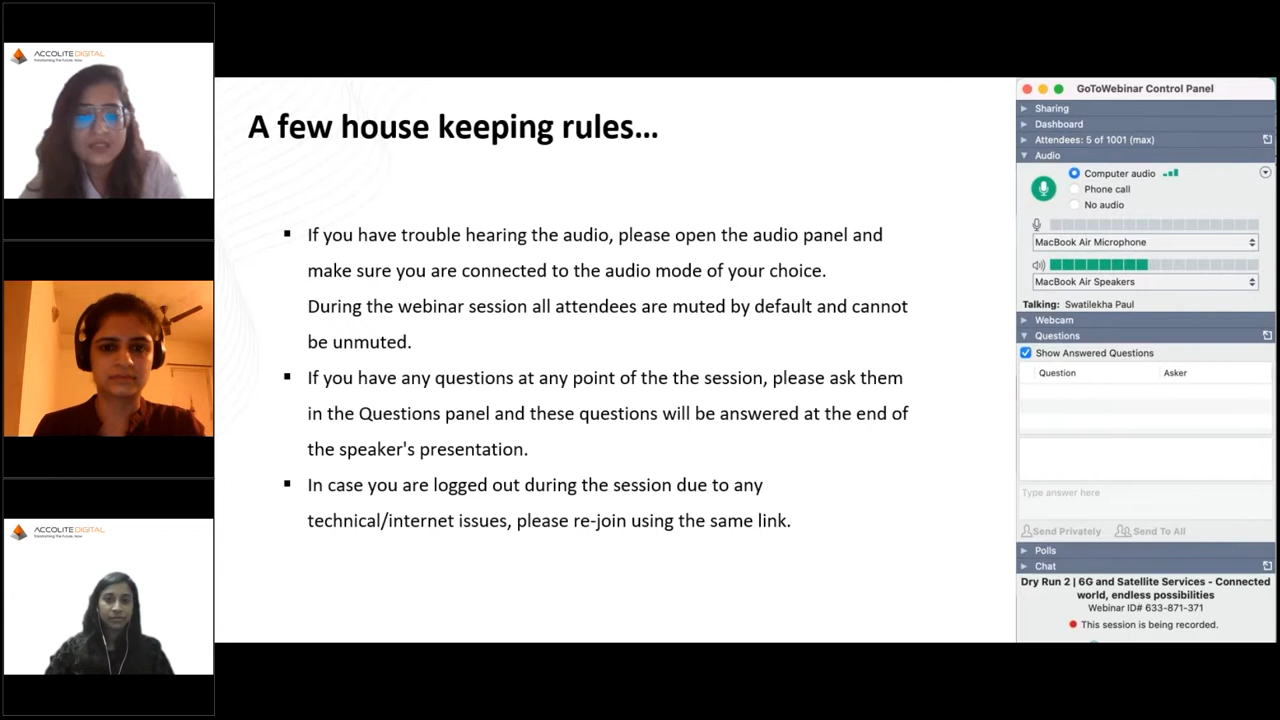 ACCOLITE DIGITAL
Transforming The Future. Now
ACCOLITE DIGITAL
Transforming The Future. Now
A few house keeping rules...
▪ If you have trouble hearing the audio, please open the audio panel and
make sure you are connected to the audio mode of your choice.
During the webinar session all attendees are muted by default and cannot
be unmuted.
▪ If you have any questions at any point of the the session, please ask them
in the Questions panel and these questions will be answered at the end of
the speaker's presentation.
▪ In case you are logged out during the session due to any
technical/internet issues, please re-join using the same link.
GoToWebinar Control Panel
Sharing
Dashboard
Attendees: 5 of 1001 (max)
Audio
Computer audio
Phone call
No audio
MacBook Air Microphone
MacBook Air Speakers
Talking: Swatilekha Paul
Webcam
Questions
Show Answered Questions
Question Asker
Type answer here
Send Privately Send To All
Polls
Chat
Dry Run 2 | 6G and Satellite Services - Connected
world, endless possibilities
Webinar ID# 633-871-371
This session is being recorded.